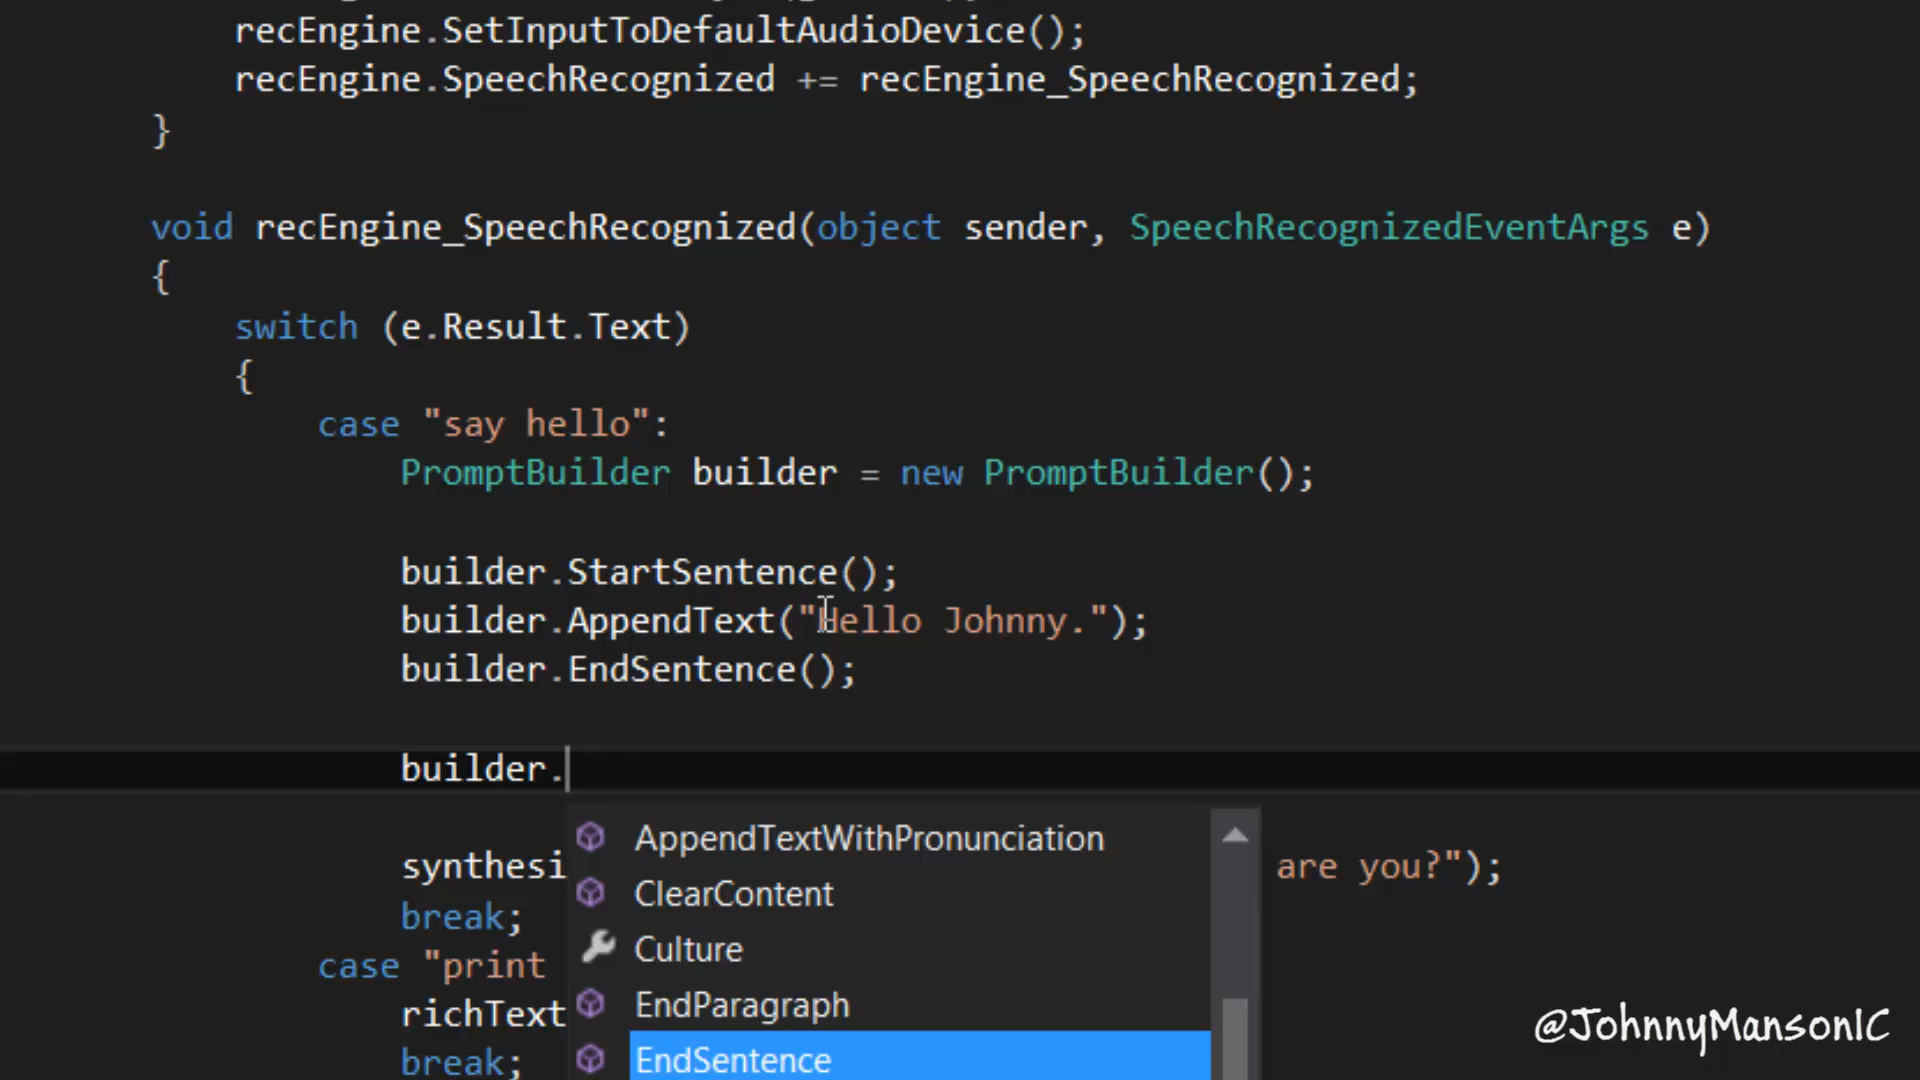 recEngine.SetInputToDefaultAudioDevice();
recEngine.SpeechRecognized += recEngine_SpeechRecognized;
}
void recEngine_SpeechRecognized(object sender, SpeechRecognizedEventArgs e)
{
switch (e.Result.Text)
{
case "say hello":
PromptBuilder builder = new PromptBuilder();
builder.StartSentence();
builder.AppendText("Hello Johnny.");
builder.EndSentence();
builder.
AppendTextWithPronunciation
synthesi are you?");
ClearContent
break;
Culture
case "print
EndParagraph
richText
EndSentence
break;
@JohnnyMansonIC